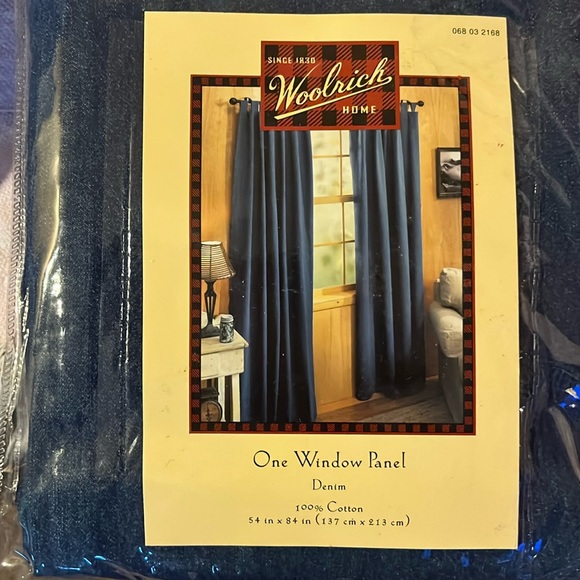 068 03 2168
SINCE 1830
Woolrich
HOME
One Window Panel
Denim
100% Cotton
54 in x 84 in (137 cm x 213 cm)